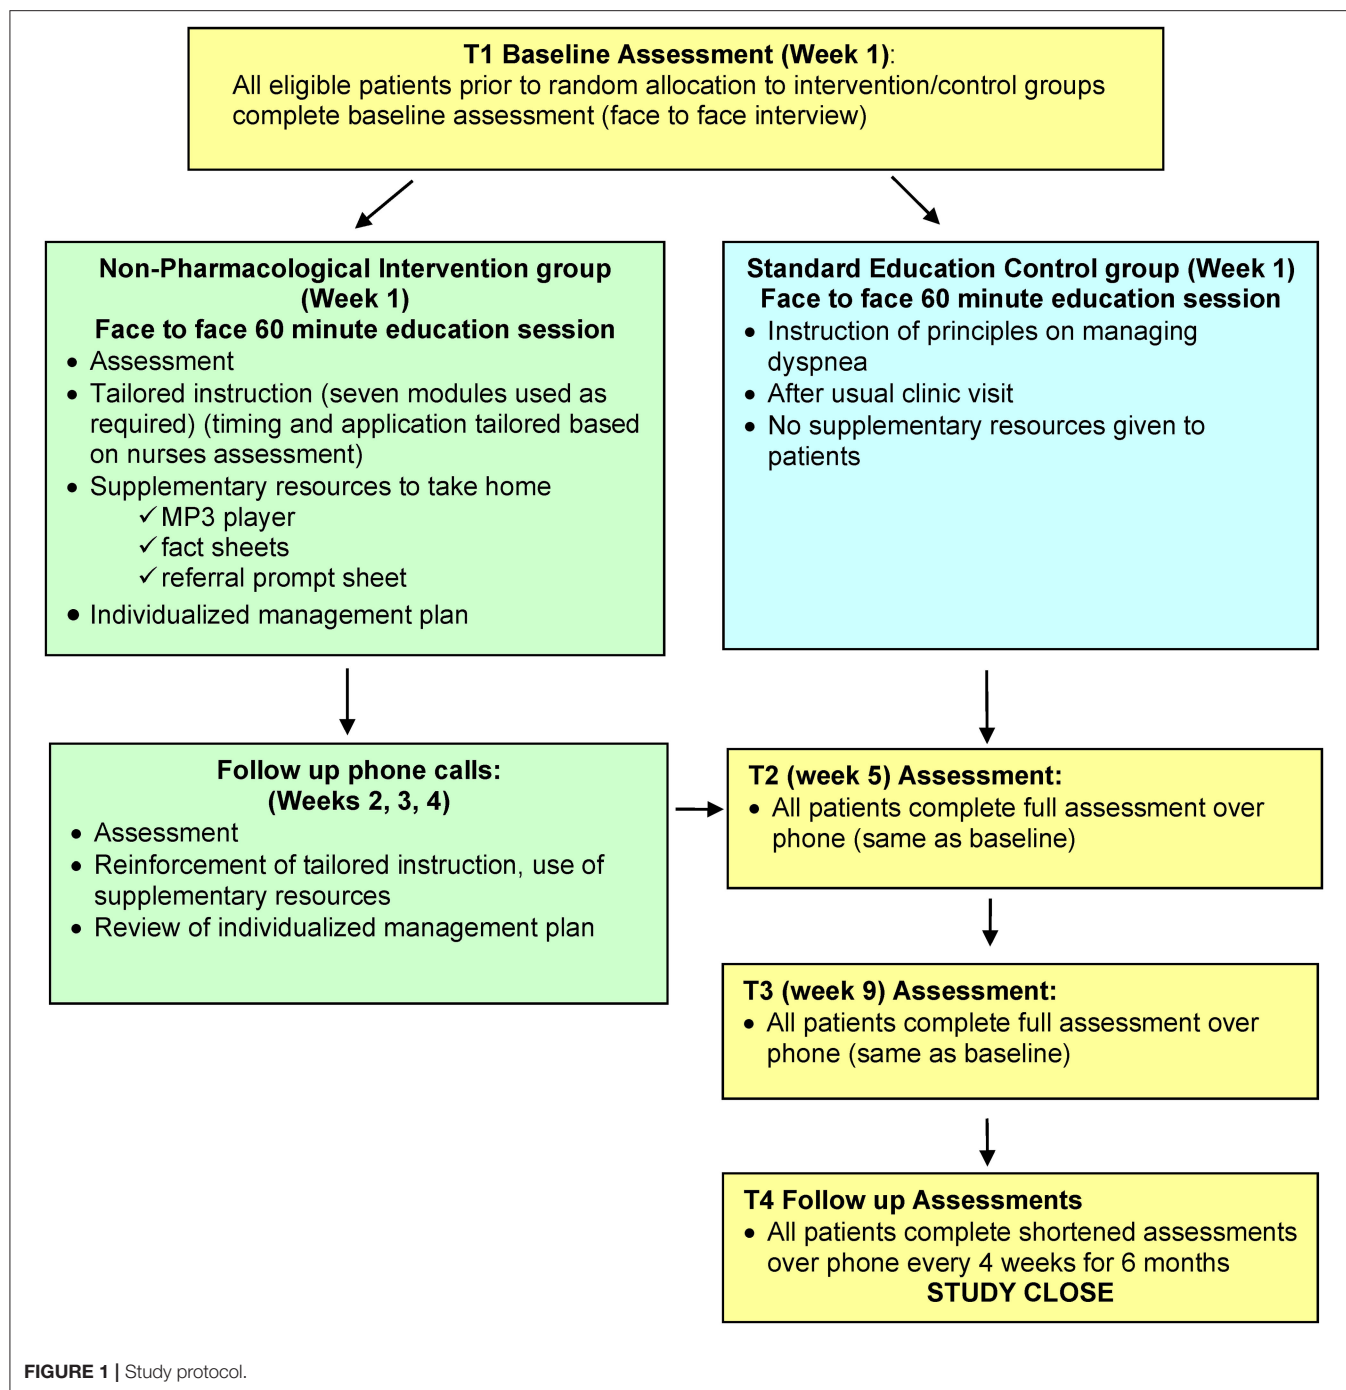 T1 Baseline Assessment (Week 1):
All eligible patients prior to random allocation to intervention/control groups
complete baseline assessment (face to face interview)
Non-Pharmacological Intervention group
(Week 1)
Face to face 60 minute education session
• Assessment
• Tailored instruction (seven modules used as
required) (timing and application tailored based
on nurses assessment)
• Supplementary resources to take home
✓ MP3 player
✓ fact sheets
✓ referral prompt sheet
• Individualized management plan
Standard Education Control group (Week 1)
Face to face 60 minute education session
• Instruction of principles on managing
dyspnea
• After usual clinic visit
• No supplementary resources given to
patients
Follow up phone calls:
(Weeks 2, 3, 4)
• Assessment
• Reinforcement of tailored instruction, use of
supplementary resources
• Review of individualized management plan
T2 (week 5) Assessment:
• All patients complete full assessment over
phone (same as baseline)
T3 (week 9) Assessment:
• All patients complete full assessment over
phone (same as baseline)
T4 Follow up Assessments
• All patients complete shortened assessments
over phone every 4 weeks for 6 months
STUDY CLOSE
FIGURE 1 | Study protocol.